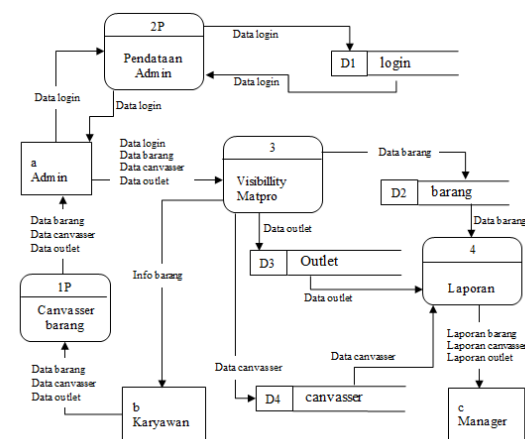 2P
Pendataan
Admin
Data login
D1
login
Data login
Data login
Data login
a
Admin
Data login
Data barang
Data canvasser
Data outlet
3
Visibillity
Matpro
Data barang
D2
barang
Data barang
Data outlet
D3
Outlet
Data outlet
4
Laporan
Data barang
Data canvasser
Data outlet
1P
Canvasser
barang
Info barang
Laporan barang
Laporan canvasser
Laporan outlet
Data barang
Data canvasser
Data outlet
Data canvasser
Data canvasser
D4
canvasser
b
Karyawan
c
Manager